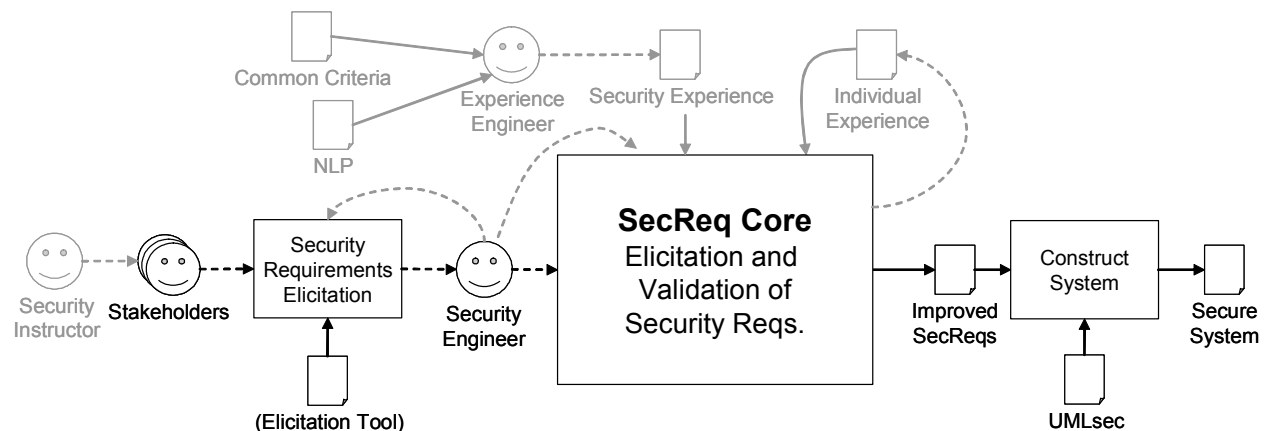 Common Criteria
NLP
Experience
Engineer
Security Experience
Individual
Experience
Security
Instructor
Stakeholders
Security
Requirements
Elicitation
(Elicitation Tool)
Security
Engineer
SecReq Core
Elicitation and
Validation of
Security Reqs.
Improved
SecReqs
Construct
System
UMLsec
Secure
System